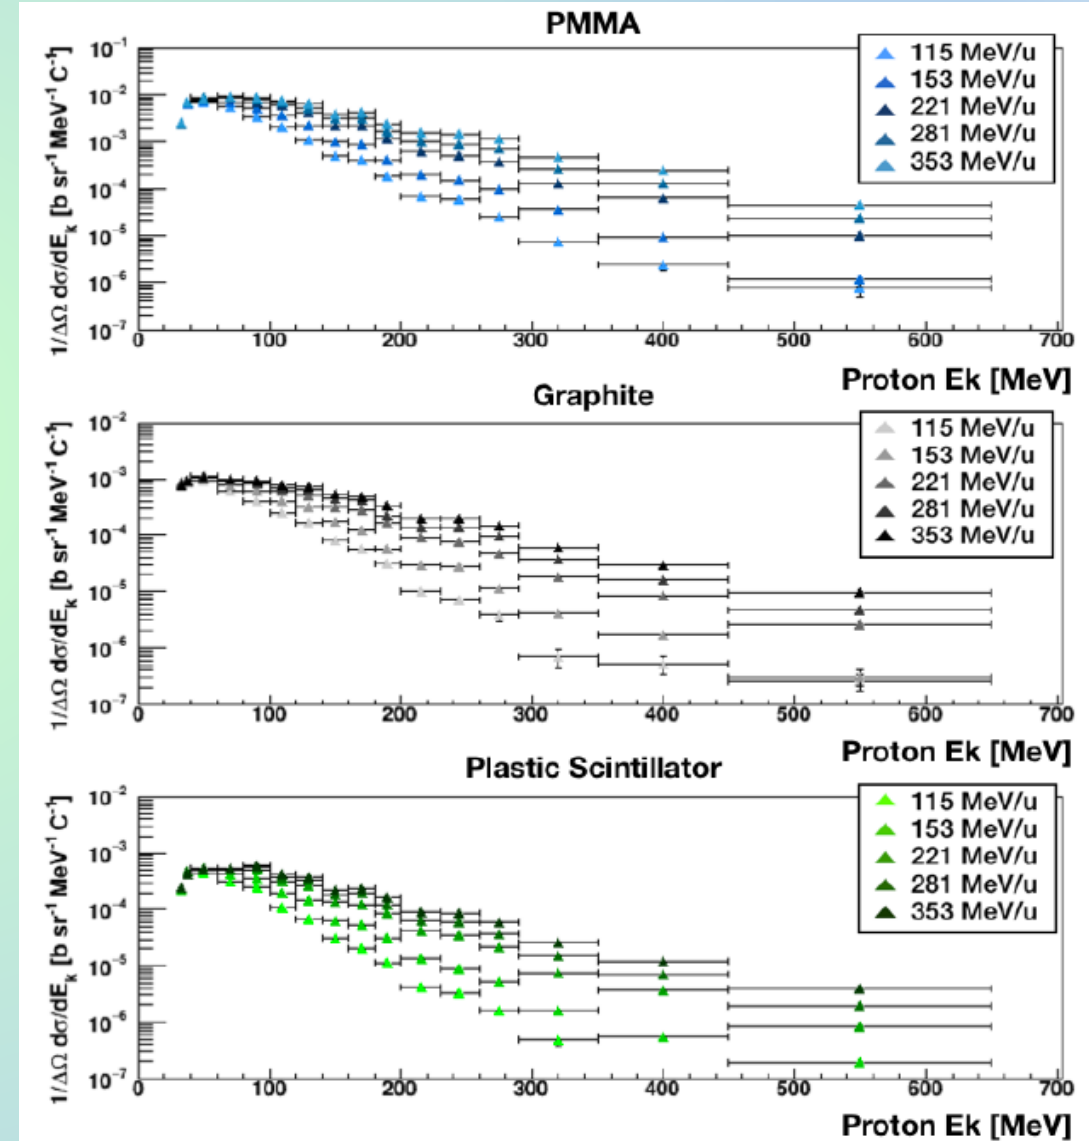 PMMA
1/ΔΩ dσ/dEₖ [b sr⁻¹ MeV⁻¹ C⁻¹]
10⁻¹
10⁻²
10⁻³
10⁻⁴
10⁻⁵
10⁻⁶
10⁻⁷
115 MeV/u
153 MeV/u
221 MeV/u
281 MeV/u
353 MeV/u
0 100 200 300 400 500 600 700
Proton Ek [MeV]
Graphite
1/ΔΩ dσ/dEₖ [b sr⁻¹ MeV⁻¹ C⁻¹]
10⁻²
10⁻³
10⁻⁴
10⁻⁵
10⁻⁶
10⁻⁷
115 MeV/u
153 MeV/u
221 MeV/u
281 MeV/u
353 MeV/u
0 100 200 300 400 500 600 700
Proton Ek [MeV]
Plastic Scintillator
1/ΔΩ dσ/dEₖ [b sr⁻¹ MeV⁻¹ C⁻¹]
10⁻²
10⁻³
10⁻⁴
10⁻⁵
10⁻⁶
10⁻⁷
115 MeV/u
153 MeV/u
221 MeV/u
281 MeV/u
353 MeV/u
0 100 200 300 400 500 600 700
Proton Ek [MeV]